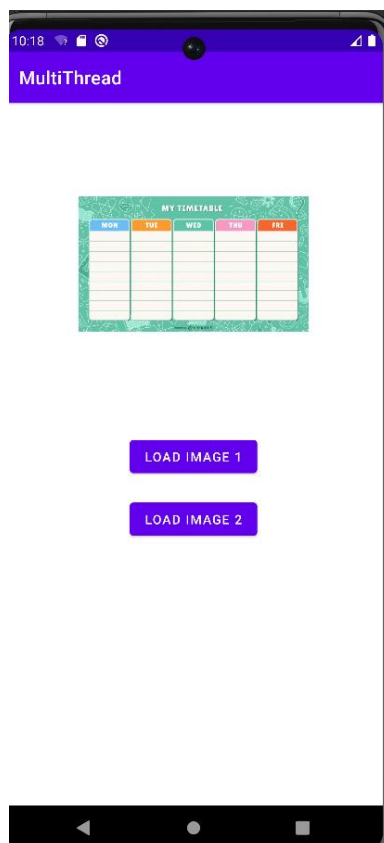 10:18
MultiThread
MY TIMETABLE
MON TUE WED THU FRI
LOAD IMAGE 1
LOAD IMAGE 2